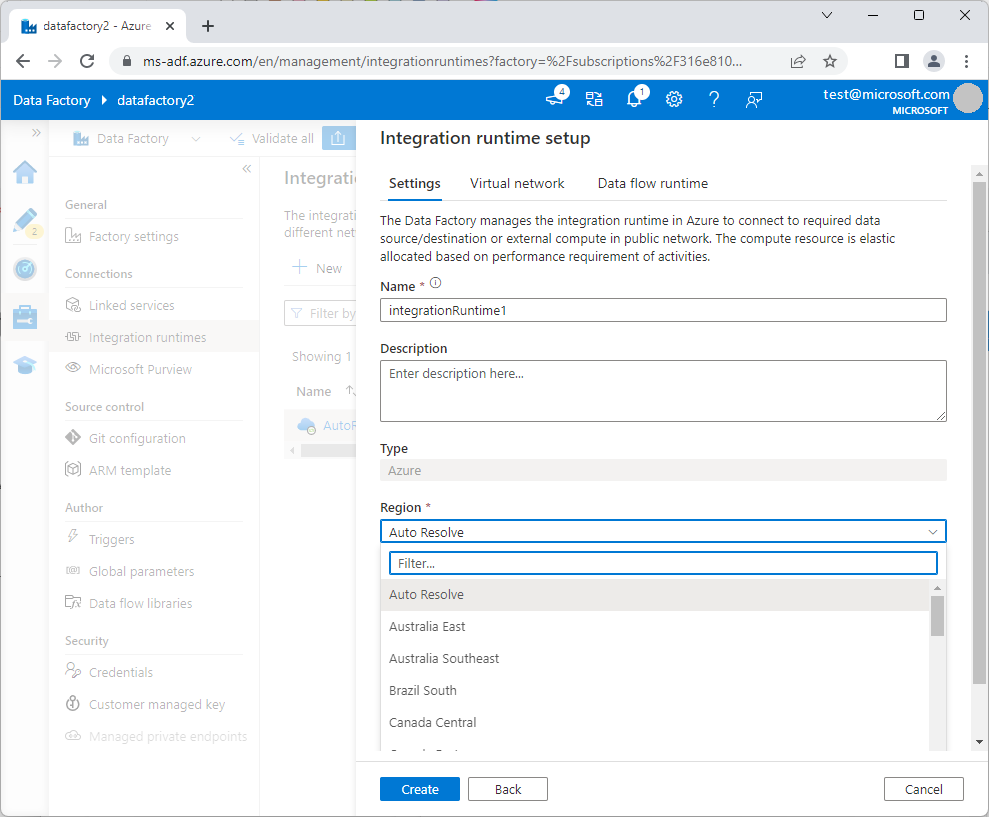 datafactory2 - Azure
ms-adf.azure.com/en/management/integrationruntimes?factory=%2Fsubscriptions%2F316e810...
Data Factory
datafactory2
4
1
test@microsoft.com
MICROSOFT
Data Factory
Validate all
2
General
Factory settings
Connections
Linked services
Integration runtimes
Microsoft Purview
Source control
Git configuration
ARM template
Author
Triggers
Global parameters
Data flow libraries
Security
Credentials
Customer managed key
Managed private endpoints
Integrati
The integrati
different net
New
Filter by
Showing 1
Name
AutoR
Integration runtime setup
Settings
Virtual network
Data flow runtime
The Data Factory manages the integration runtime in Azure to connect to required data
source/destination or external compute in public network. The compute resource is elastic
allocated based on performance requirement of activities.
Name *
integrationRuntime1
Description
Enter description here...
Type
Azure
Region *
Auto Resolve
Filter...
Auto Resolve
Australia East
Australia Southeast
Brazil South
Canada Central
Create
Back
Cancel